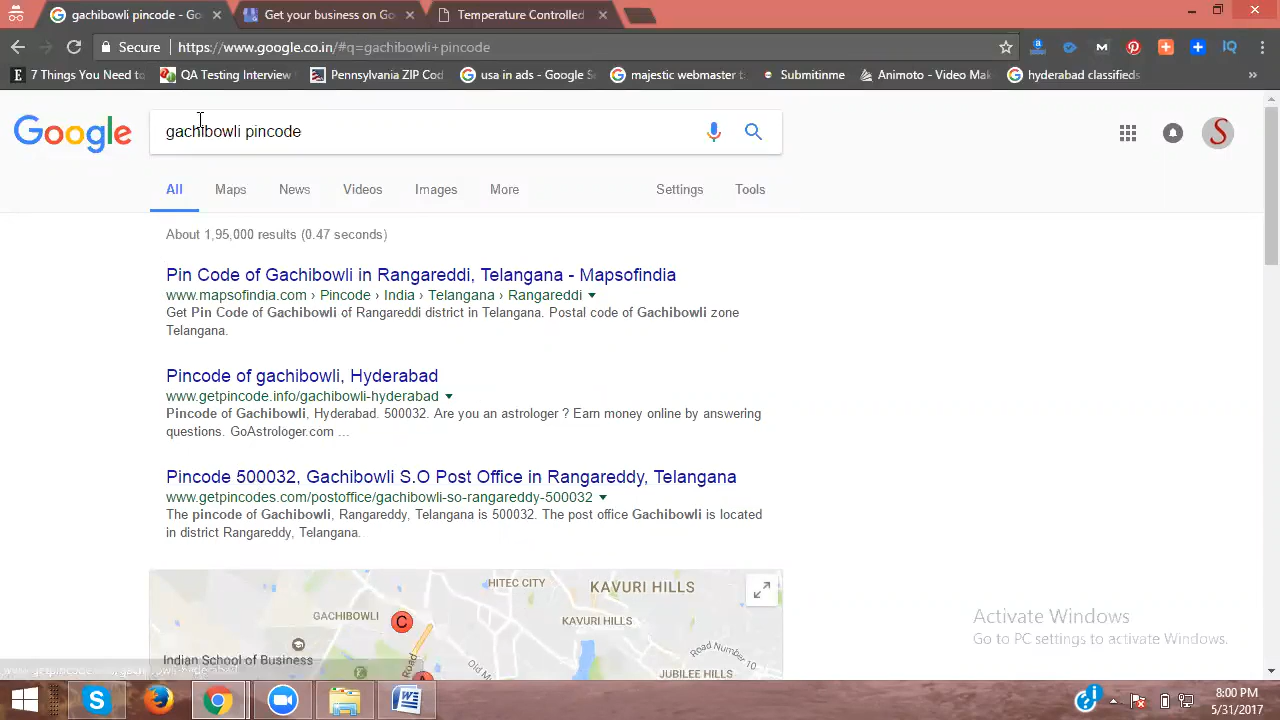 gachibowli pincode - Go
Get your business on Go
Temperature Controlled
Secure https://www.google.co.in/#q=gachibowli+pincode
7 Things You Need to
QA Testing Interview
Pennsylvania ZIP Cod
usa in ads - Google S
majestic webmaster t
Submitinme
Animoto - Video Mak
hyderabad classifieds
Google
gachibowli pincode
S
All Maps News Videos Images More Settings Tools
About 1,95,000 results (0.47 seconds)
Pin Code of Gachibowli in Rangareddi, Telangana - Mapsofindia
www.mapsofindia.com › Pincode › India › Telangana › Rangareddi
Get Pin Code of Gachibowli of Rangareddi district in Telangana. Postal code of Gachibowli zone
Telangana.
Pincode of gachibowli, Hyderabad
www.getpincode.info/gachibowli-hyderabad
Pincode of Gachibowli, Hyderabad. 500032. Are you an astrologer ? Earn money online by answering
questions. GoAstrologer.com ...
Pincode 500032, Gachibowli S.O Post Office in Rangareddy, Telangana
www.getpincodes.com/postoffice/gachibowli-so-rangareddy-500032
The pincode of Gachibowli, Rangareddy, Telangana is 500032. The post office Gachibowli is located
in district Rangareddy, Telangana.
HITEC CITY
KAVURI HILLS
GACHIBOWLI
C
KAVURI HILLS
Indian School of Business
Road
Old M
Road Number 10
JUBILEE HILLS
Activate Windows
Go to PC settings to activate Windows.
8:00 PM
5/31/2017